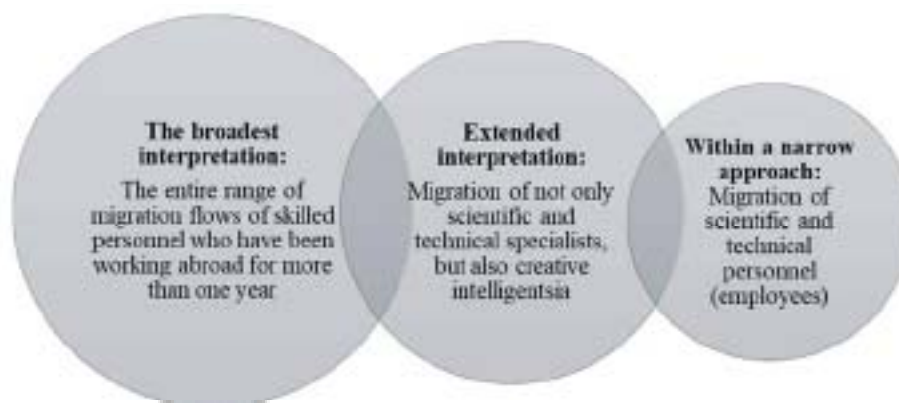 The broadest
interpretation:
The entire range of
migration flows of skilled
personnel who have been
working abroad for more
than one year
Extended
interpretation:
Migration of not only
scientific and
technical specialists,
but also creative
intelligentsia
Within a narrow
approach:
Migration of
scientific and
technical
personnel
(employees)